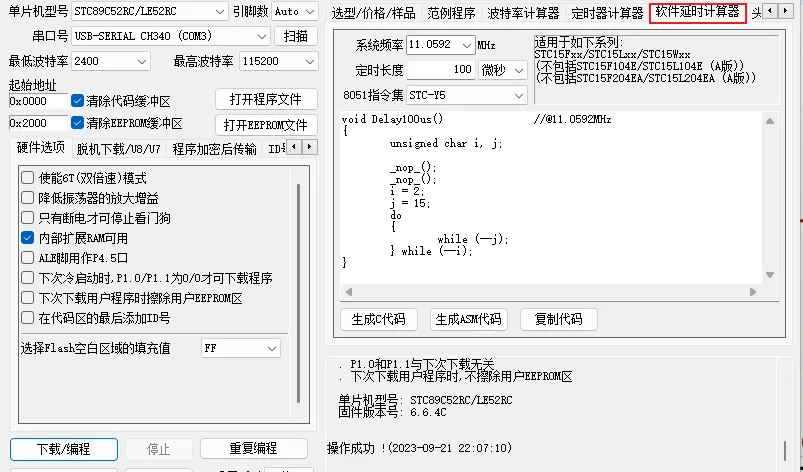 单片机型号 STC89C52RC/LE52RC 引脚数 Auto
串口号 USB-SERIAL CH340 (COM3) 扫描
最低波特率 2400 最高波特率 115200
起始地址
0x0000 清除代码缓冲区 打开程序文件
0x2000 清除EEPROM缓冲区 打开EEPROM文件
硬件选项 脱机下载/U8/U7 程序加密后传输
使能6T(双倍速)模式
降低振荡器的放大增益
只有断电才可停止看门狗
内部扩展RAM可用
ALE脚用作P4.5口
下次冷启动时,P1.0/P1.1为0/0才可下载程序
下次下载用户程序时擦除用户EEPROM区
在代码区的最后添加ID号
选择Flash空白区域的填充值 FF
下载/编程 停止 重复编程
选型/价格/样品 范例程序 波特率计算器 定时器计算器 软件延时计算器 头
系统频率 11.0592 MHz
定时长度 100 微秒
8051指令集 STC-Y5
适用于如下系列:
STC15Fxx/STC15Lxx/STC15Wxx
(不包括STC15F104E/STC15L104E (A版))
(不包括STC15F204EA/STC15L204EA (A版))
void Delay100us() //@11.0592MHz
{
unsigned char i, j;
_nop_();
_nop_();
i = 2;
j = 15;
do
{
while (--j);
} while (--i);
}
生成C代码 生成ASM代码 复制代码
. P1.0和P1.1与下次下载无关
. 下次下载用户程序时,不擦除用户EEPROM区
单片机型号: STC89C52RC/LE52RC
固件版本号: 6.6.4C
操作成功 !(2023-09-21 22:07:10)